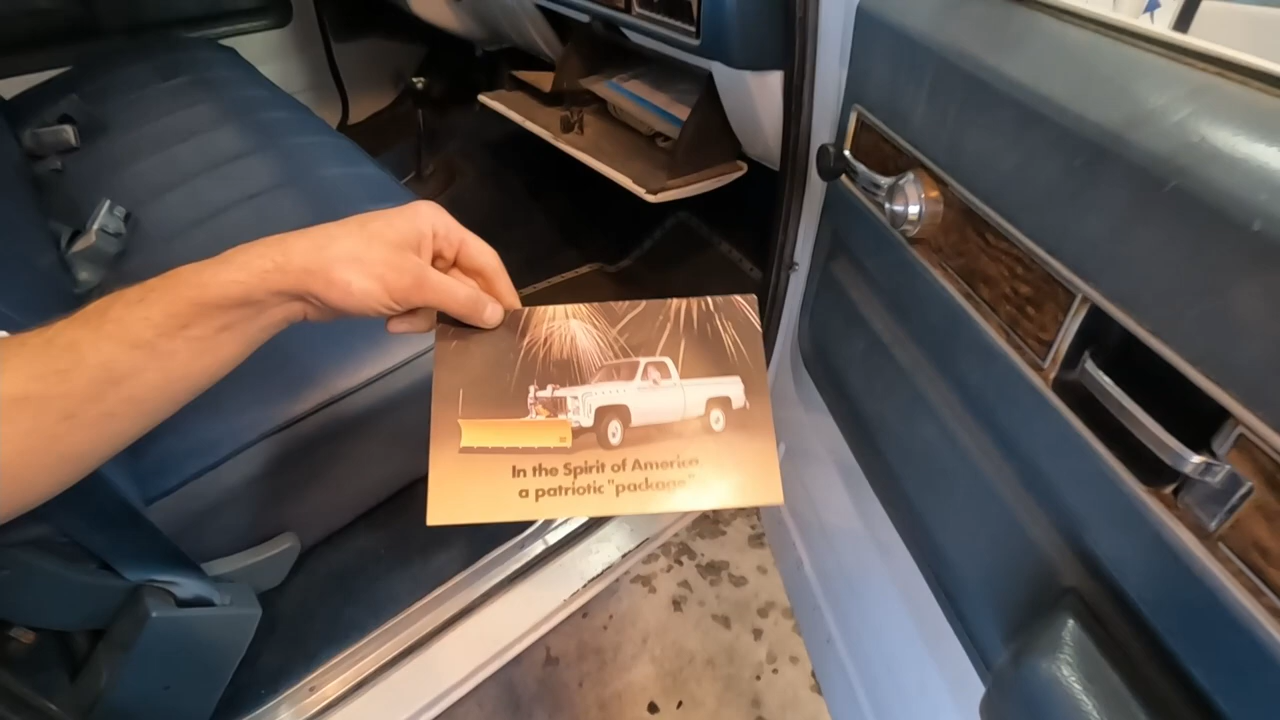 In the Spirit of America
a patriotic "package"